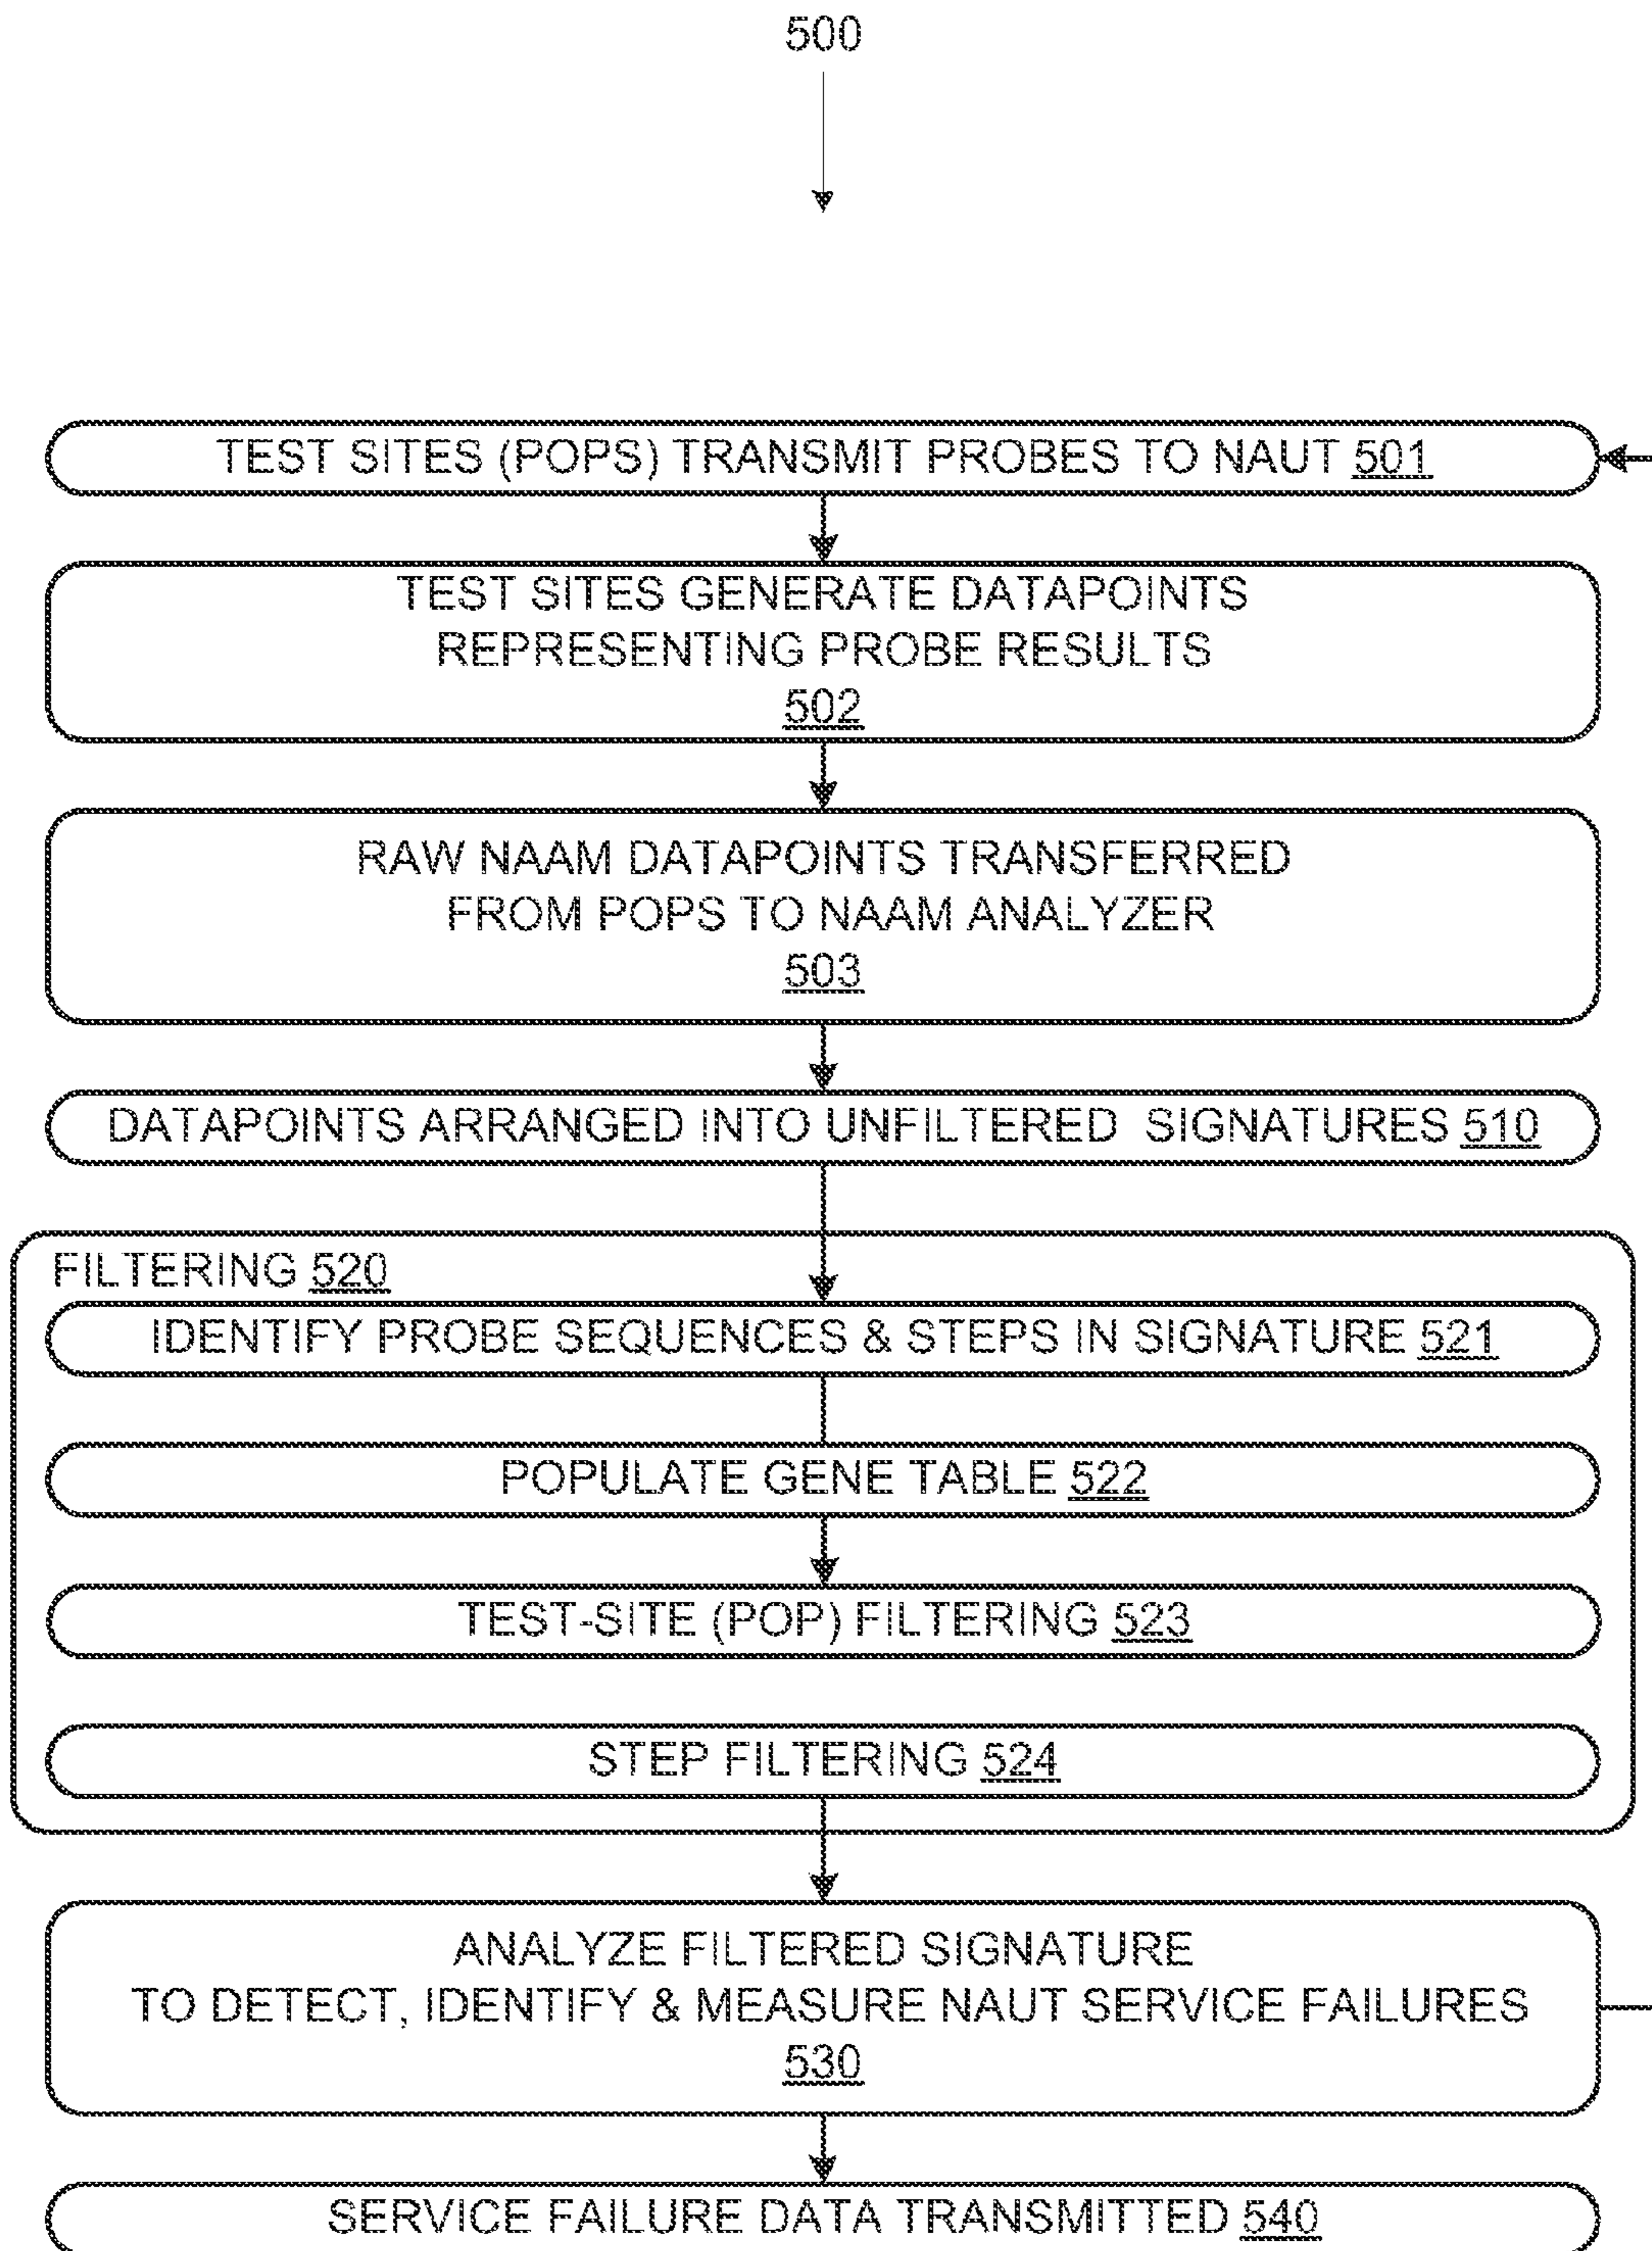 500
TEST SITES (POPS) TRANSMIT PROBES TO NAUT 501
TEST SITES GENERATE DATAPOINTS
REPRESENTING PROBE RESULTS
502
RAW NAAM DATAPOINTS TRANSFERRED
FROM POPS TO NAAM ANALYZER
503
DATAPOINTS ARRANGED INTO UNFILTERED SIGNATURES 510
FILTERING 520
IDENTIFY PROBE SEQUENCES & STEPS IN SIGNATURE 521
POPULATE GENE TABLE 522
TEST-SITE (POP) FILTERING 523
STEP FILTERING 524
ANALYZE FILTERED SIGNATURE
TO DETECT, IDENTIFY & MEASURE NAUT SERVICE FAILURES
530
SERVICE FAILURE DATA TRANSMITTED 540